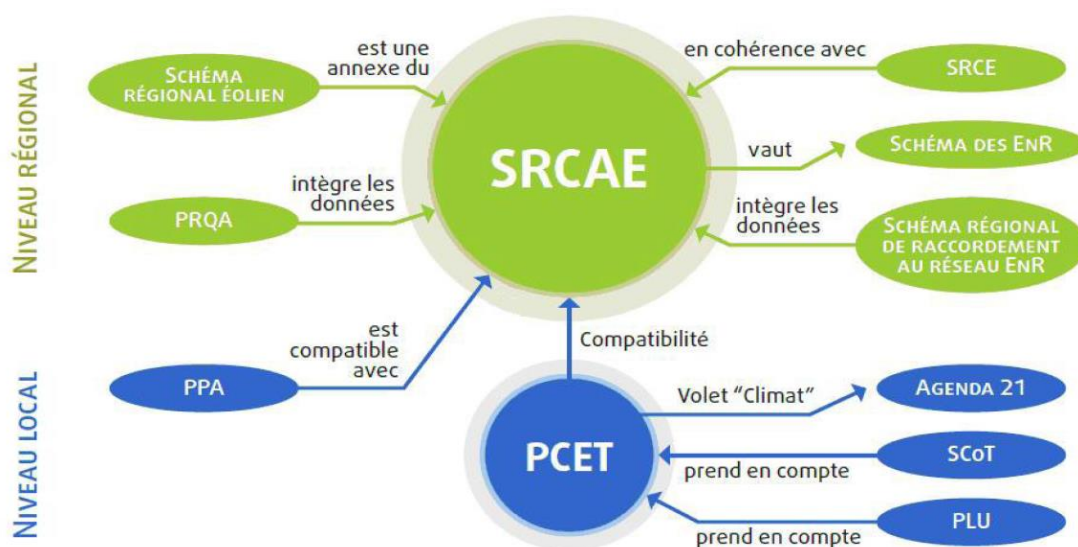 NIVEAU RÉGIONAL
est une
annexe du
SCHÉMA
RÉGIONAL ÉOLIEN
SRCAE
en cohérence avec
SRCE
vaut
SCHÉMA DES ENR
intègre les
données
PRQA
intègre les
données
SCHÉMA RÉGIONAL
DE RACCORDEMENT
AU RÉSEAU ENR
NIVEAU LOCAL
est
compatible
avec
PPA
Compatibilité
PCET
Volet “Climat”
AGENDA 21
SCOT
prend en compte
PLU
prend en compte